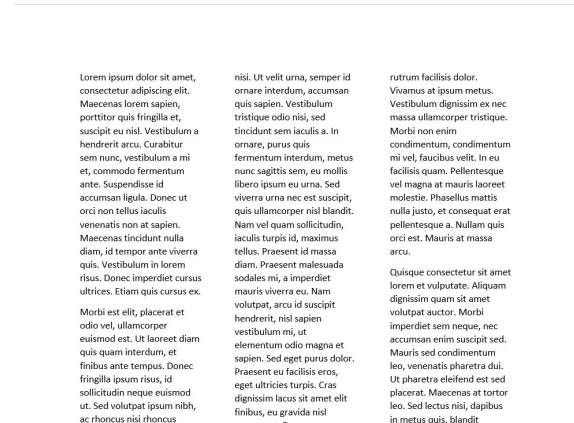 Lorem ipsum dolor sit amet,
consectetur adipiscing elit.
Maecenas lorem sapien,
porttitor quis fringilla et,
suscipit eu nisl. Vestibulum a
hendrerit arcu. Curabitur
sem nunc, vestibulum a mi
et, commodo fermentum
ante. Suspendisse id
accumsan ligula. Donec ut
orci non tellus iaculis
venenatis non at sapien.
Maecenas tincidunt nulla
diam, id tempor ante viverra
quis. Vestibulum in lorem
risus. Donec imperdiet cursus
ultrices. Etiam quis cursus ex.
Morbi est elit, placerat et
odio vel, ullamcorper
euismod est. Ut laoreet diam
quis quam interdum, et
finibus ante tempus. Donec
fringilla ipsum risus, id
sollicitudin neque euismod
ut. Sed volutpat ipsum nibh,
ac rhoncus nisi rhoncus
nisi. Ut velit urna, semper id
ornare interdum, accumsan
quis sapien. Vestibulum
tristique odio nisi, sed
tincidunt sem iaculis a. In
ornare, purus quis
fermentum interdum, metus
nunc sagittis sem, eu mollis
libero ipsum eu urna. Sed
viverra urna nec est suscipit,
quis ullamcorper nisl blandit.
Nam vel quam sollicitudin,
iaculis turpis id, maximus
tellus. Praesent id massa
diam. Praesent malesuada
sodales mi, a imperdiet
mauris viverra eu. Nam
volutpat, arcu id suscipit
hendrerit, nisl sapien
vestibulum mi, ut
elementum odio magna et
sapien. Sed eget purus dolor.
Praesent eu facilisis eros,
eget ultricies turpis. Cras
dignissim lacus sit amet elit
finibus, eu gravida nisl
rutrum facilisis dolor.
Vivamus at ipsum metus.
Vestibulum dignissim ex nec
massa ullamcorper tristique.
Morbi non enim
condimentum, condimentum
mi vel, faucibus velit. In eu
facilisis quam. Pellentesque
vel magna at mauris laoreet
molestie. Phasellus mattis
nulla justo, et consequat erat
pellentesque a. Nullam quis
orci est. Mauris at massa
arcu.
Quisque consectetur sit amet
lorem et vulputate. Aliquam
dignissim quam sit amet
volutpat auctor. Morbi
imperdiet sem neque, nec
accumsan enim suscipit sed.
Mauris sed condimentum
leo, venenatis pharetra dui.
Ut pharetra eleifend est sed
placerat. Maecenas at tortor
leo. Sed lectus nisi, dapibus
in metus quis, blandit